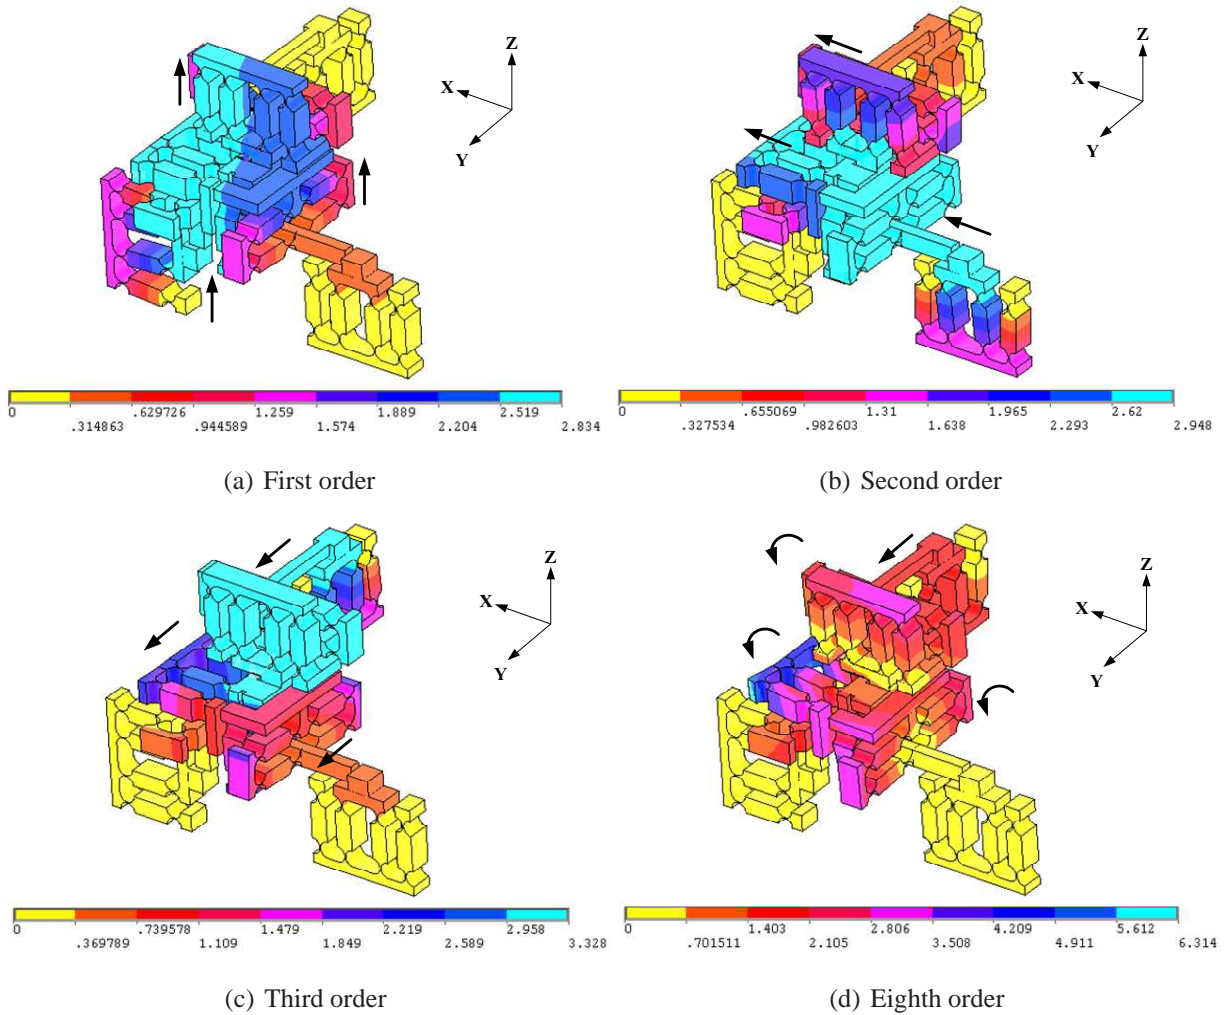 Z
X
Y
0 .629726 1.259 1.889 2.519
.314863 .944589 1.574 2.204 2.834
(a) First order
Z
X
Y
0 .655069 1.31 1.965 2.62
.327534 .982603 1.638 2.293 2.948
(b) Second order
Z
X
Y
0 .739578 1.479 2.219 2.958
.369789 1.109 1.849 2.589 3.328
(c) Third order
Z
X
Y
0 1.403 2.806 4.209 5.612
.701511 2.105 3.508 4.911 6.314
(d) Eighth order